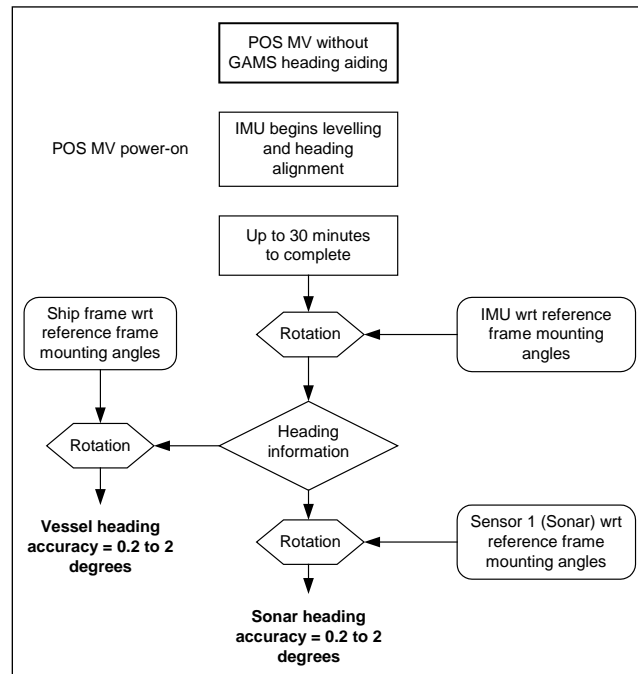 POS MV without
GAMS heading aiding
POS MV power-on
IMU begins levelling
and heading
alignment
Up to 30 minutes
to complete
Ship frame wrt
reference frame
mounting angles
Rotation
IMU wrt reference
frame mounting
angles
Rotation
Heading
information
Vessel heading
accuracy = 0.2 to 2
degrees
Rotation
Sensor 1 (Sonar) wrt
reference frame
mounting angles
Sonar heading
accuracy = 0.2 to 2
degrees